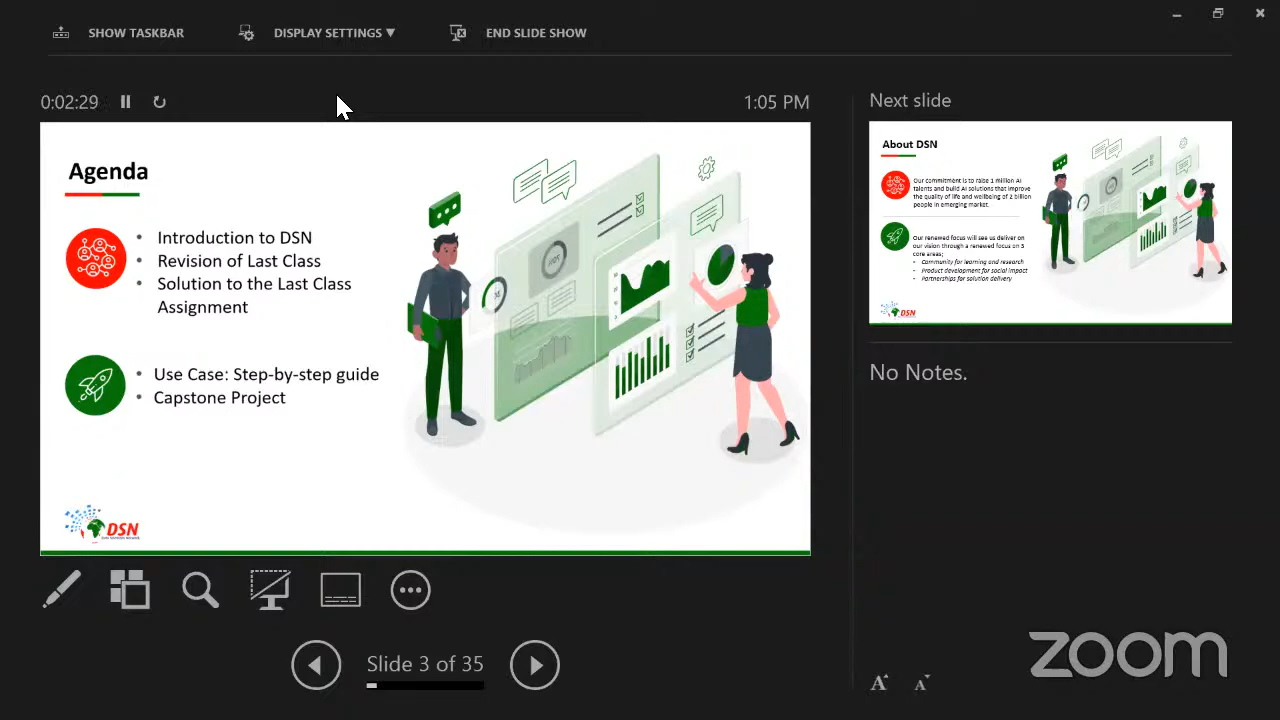 SHOW TASKBAR
DISPLAY SETTINGS ▼
END SLIDE SHOW
0:02:29
1:05 PM
Agenda
• Introduction to DSN
• Revision of Last Class
• Solution to the Last Class
Assignment
• Use Case: Step-by-step guide
• Capstone Project
DSN
Slide 3 of 35
Next slide
About DSN
Our commitment is to raise 1 million AI
talents and build AI solutions that improve
the quality of life and wellbeing of 2 billion
people in emerging market.
Our renewed focus will see us deliver on
our vision through a renewed focus on 3
core areas;
• Community for learning and research
• Product development for social impact
• Partnerships for solution delivery
DSN
No Notes.
A A
zoom